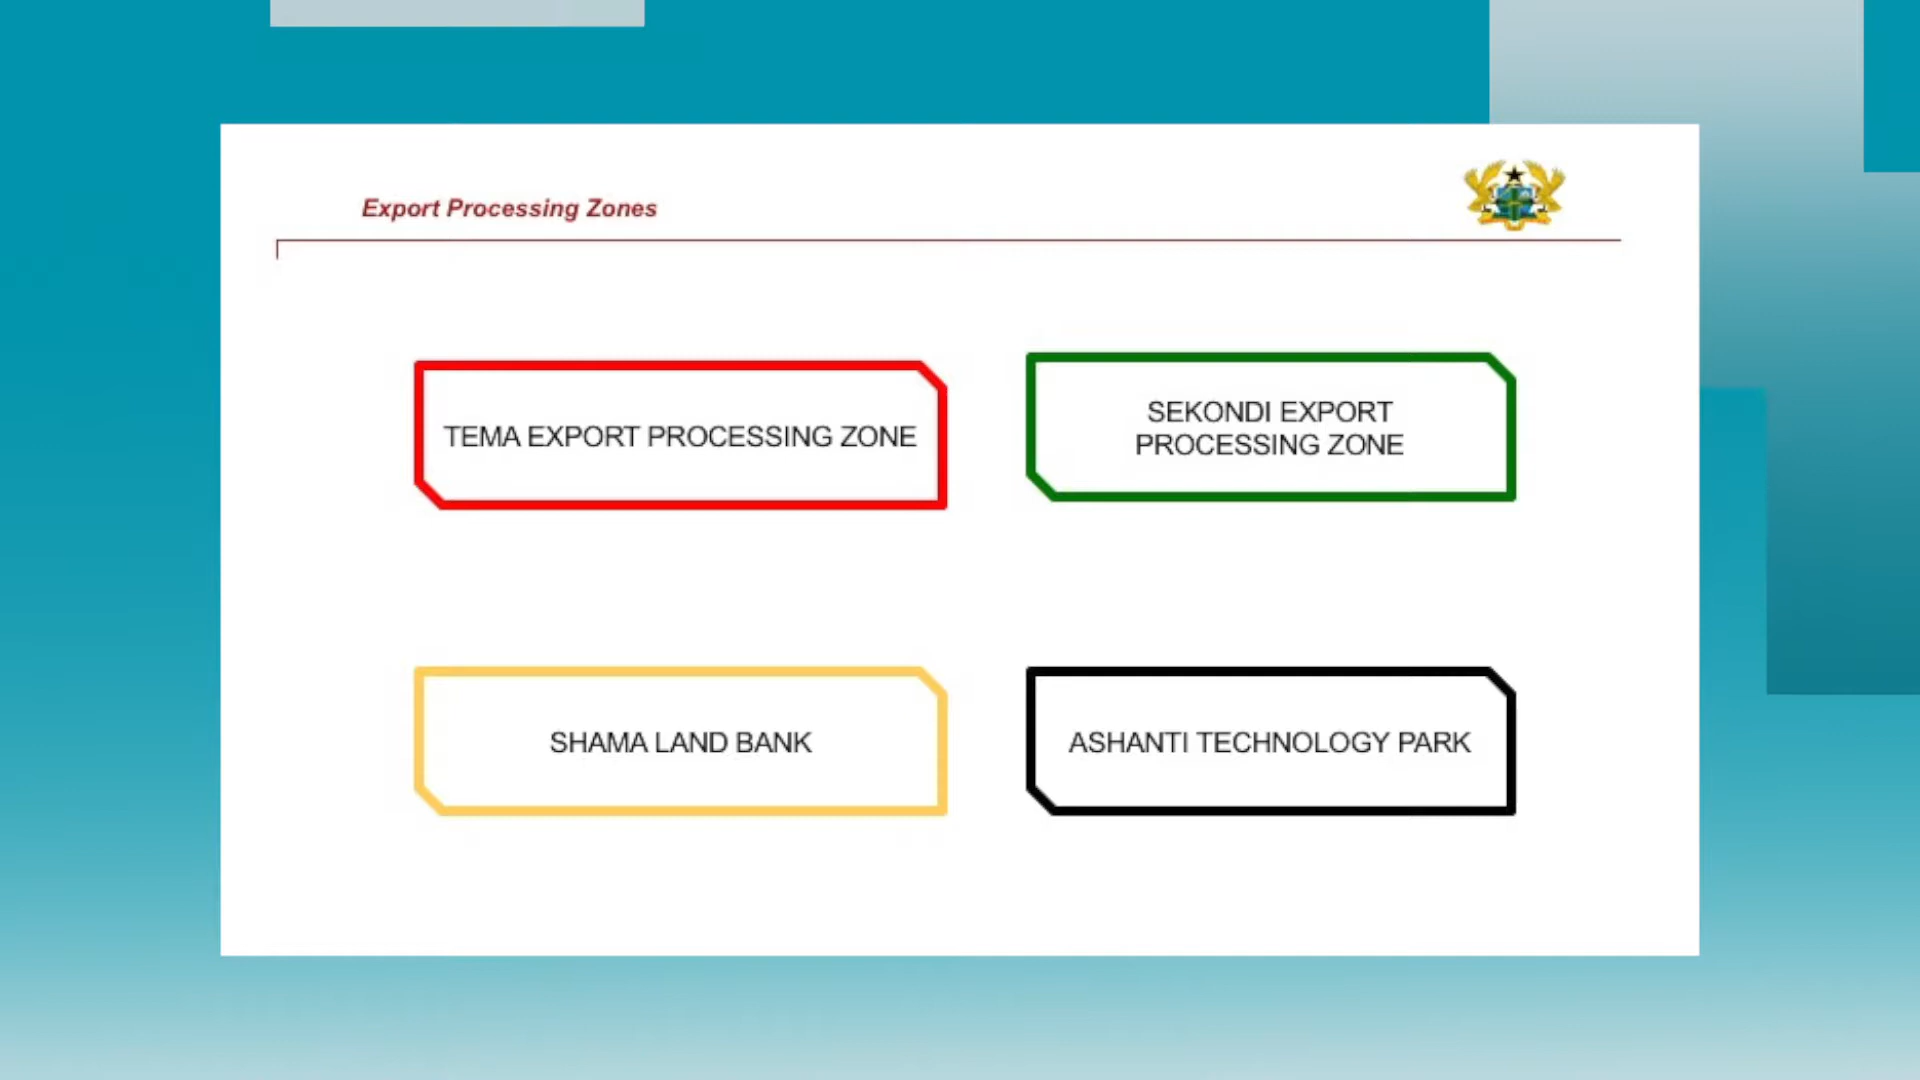 Export Processing Zones
TEMA EXPORT PROCESSING ZONE
SEKONDI EXPORT
PROCESSING ZONE
SHAMA LAND BANK
ASHANTI TECHNOLOGY PARK